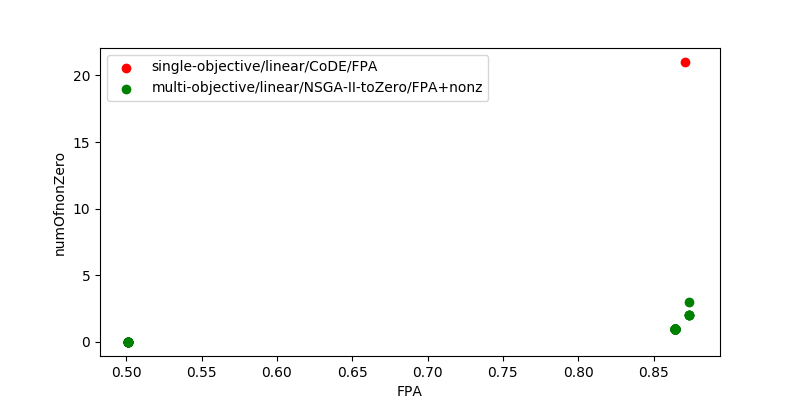 single-objective/linear/CoDE/FPA
multi-objective/linear/NSGA-II-toZero/FPA+nonz
20
15
10
5
0
numOfnonZero
0.50 0.55 0.60 0.65 0.70 0.75 0.80 0.85
FPA